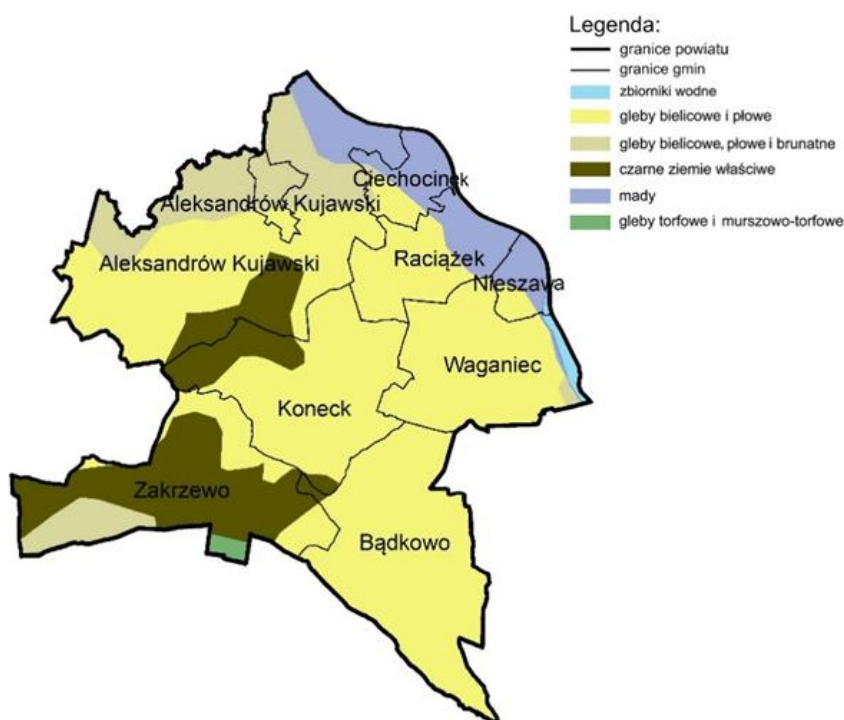 Legenda:
granice powiatu
granice gmin
zbiorniki wodne
gleby bielicowe i płowe
gleby bielicowe, płowe i brunatne
czarne ziemie właściwe
mady
gleby torfowe i murszowo-torfowe
Ciechocinek
Aleksandrów Kujawski
Aleksandrów Kujawski
Raciążek
Nieszawa
Waganiec
Koneck
Zakrzewo
Bądkowo